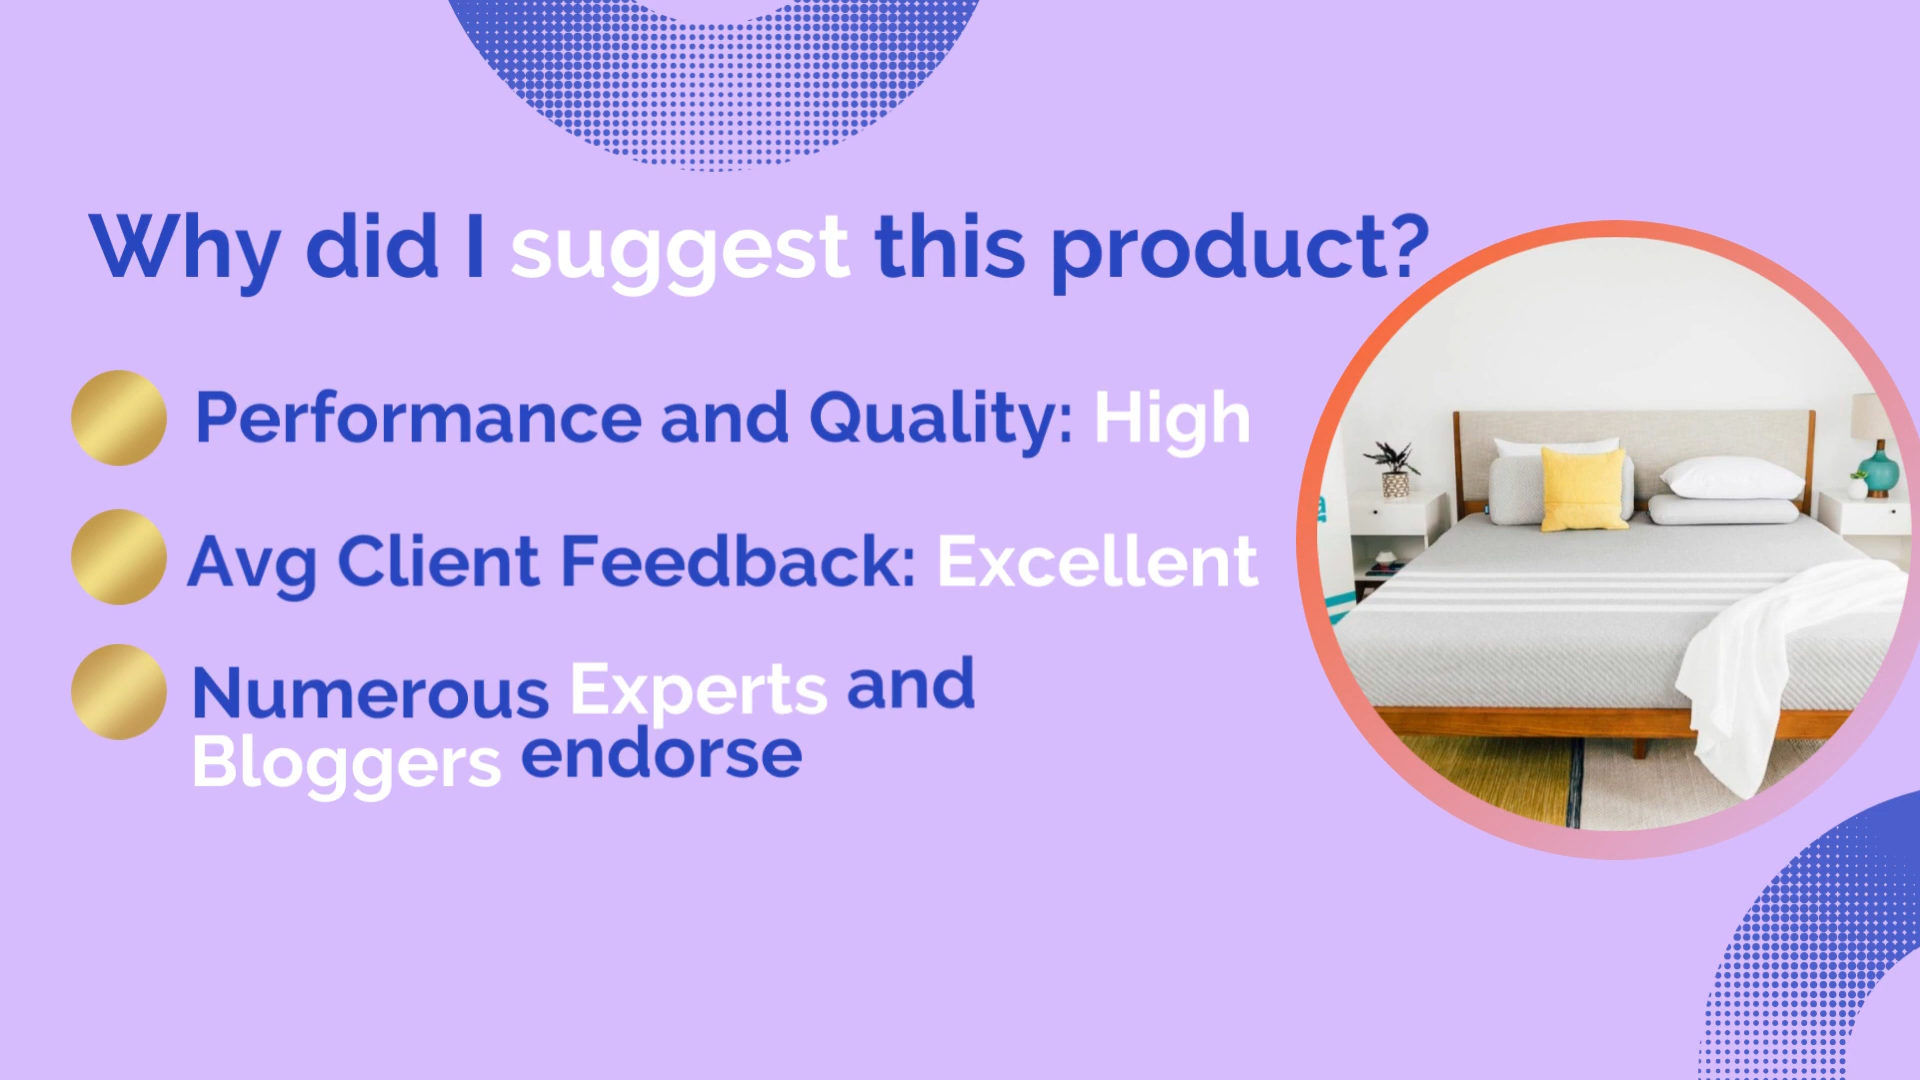 Why did I suggest this product?
Performance and Quality: High
Avg Client Feedback: Excellent
Numerous Experts and
Bloggers endorse